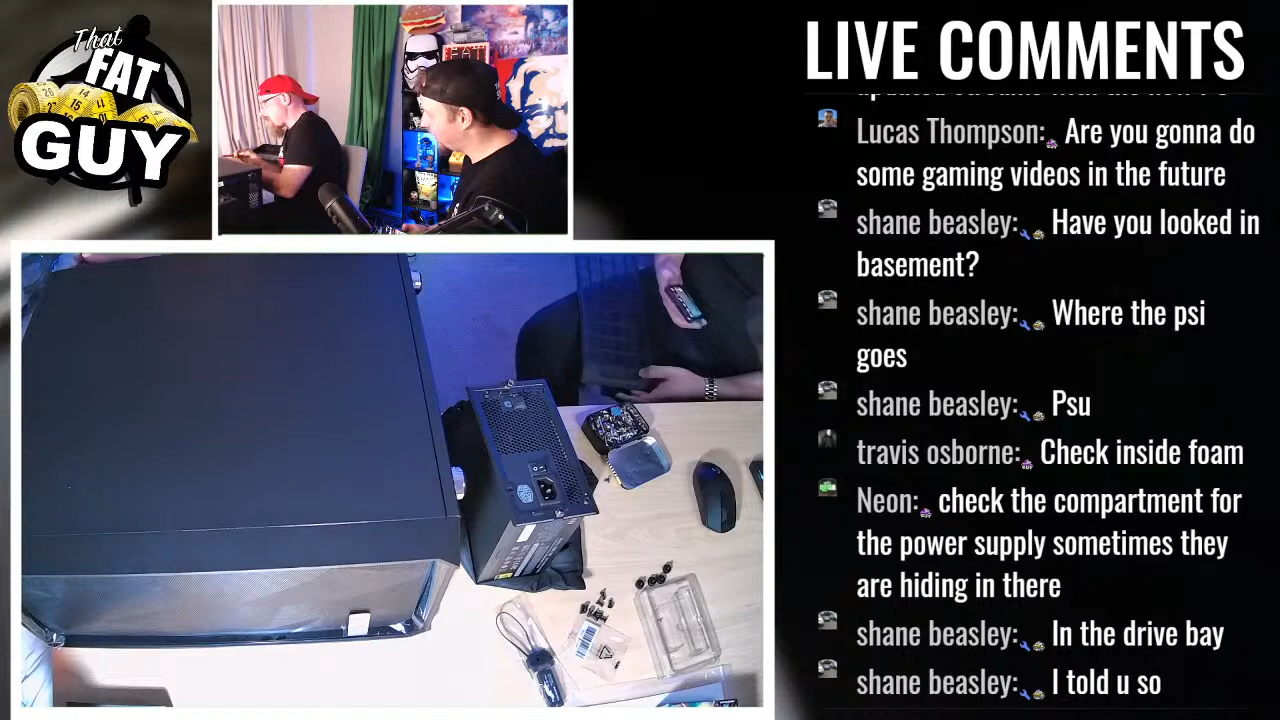 That
FAT
GUY
LIVE COMMENTS
Lucas Thompson: Are you gonna do
some gaming videos in the future
shane beasley: Have you looked in
basement?
shane beasley: Where the psi
goes
shane beasley: Psu
travis osborne: Check inside foam
Neon: check the compartment for
the power supply sometimes they
are hiding in there
shane beasley: In the drive bay
shane beasley: I told u so